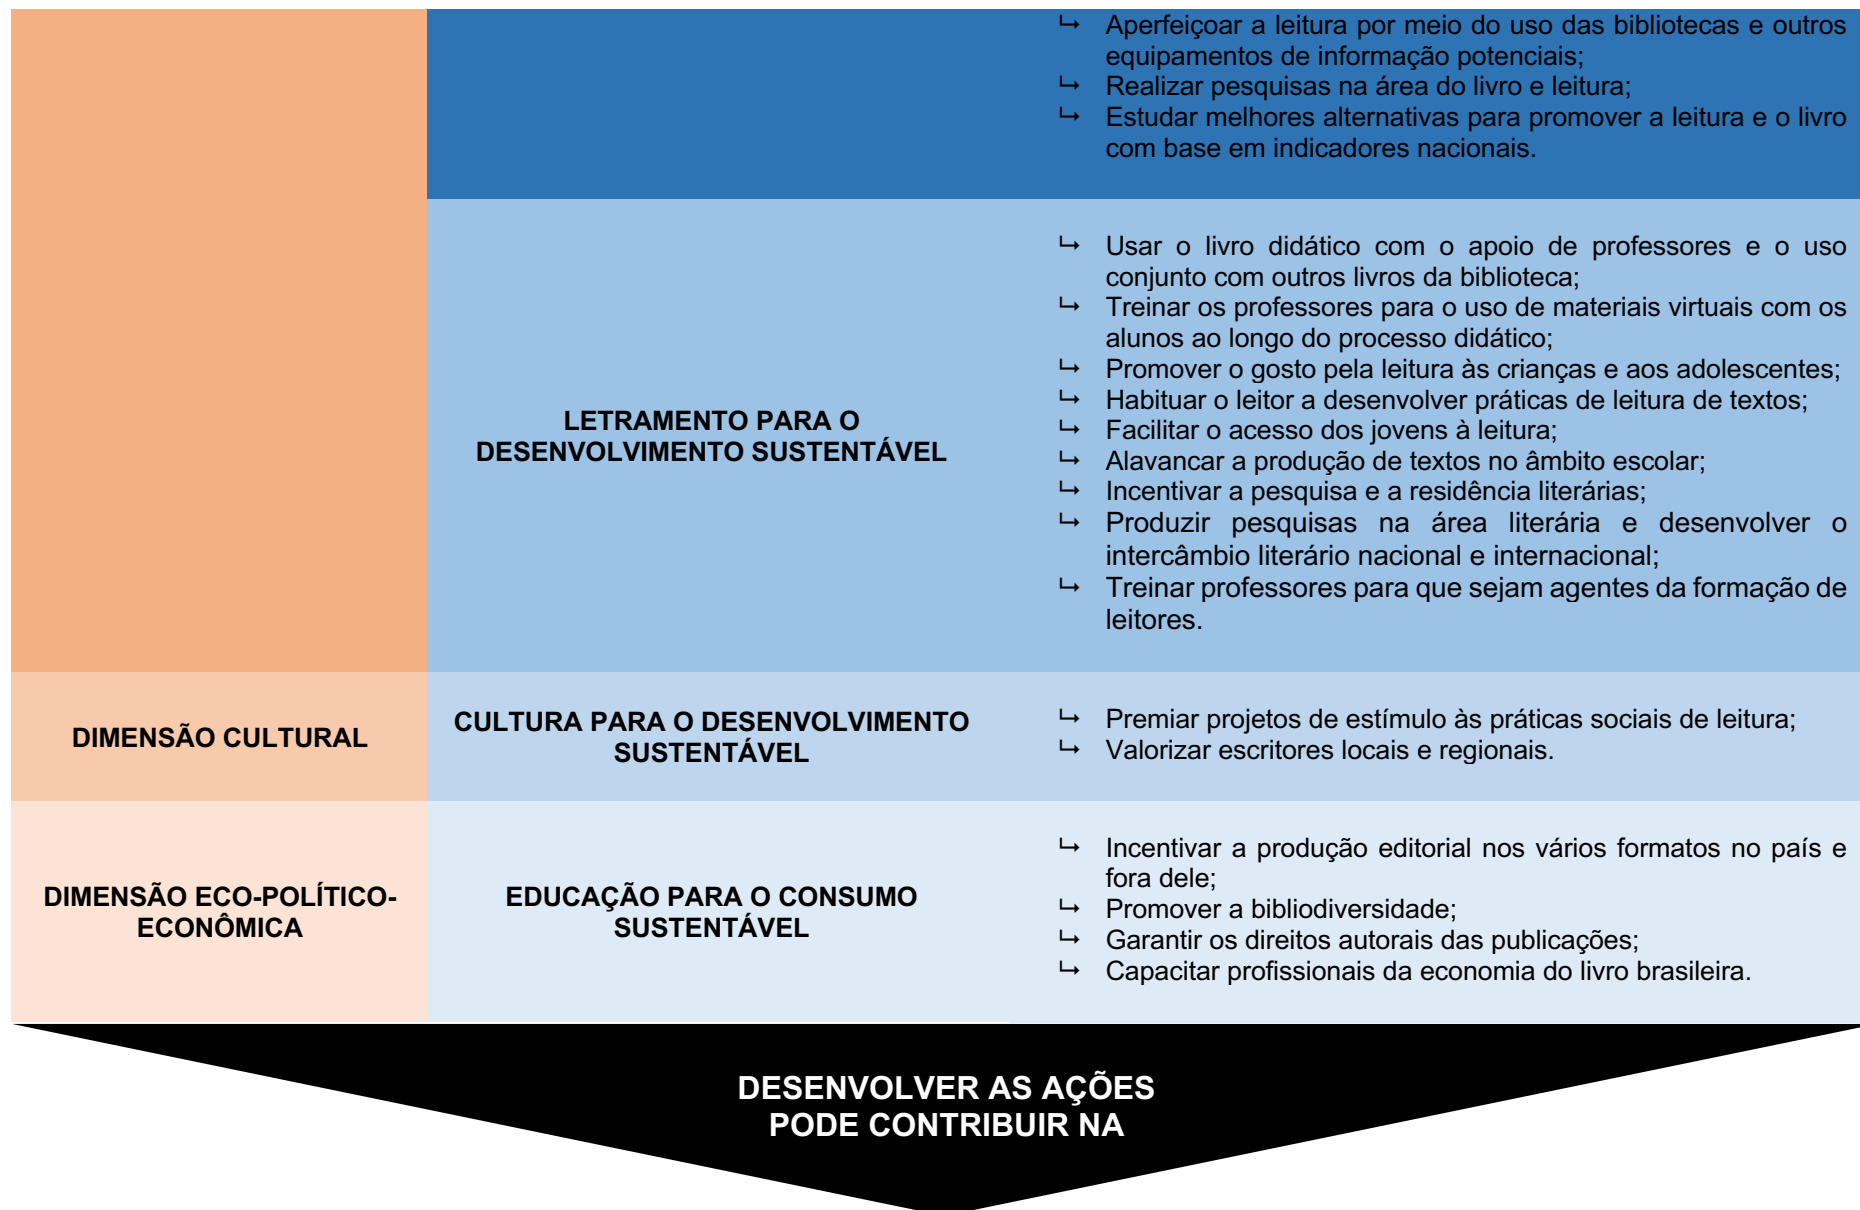 ↳ Aperfeiçoar a leitura por meio do uso das bibliotecas e outros
equipamentos de informação potenciais;
↳ Realizar pesquisas na área do livro e leitura;
↳ Estudar melhores alternativas para promover a leitura e o livro
com base em indicadores nacionais.
LETRAMENTO PARA O
DESENVOLVIMENTO SUSTENTÁVEL
↳ Usar o livro didático com o apoio de professores e o uso
conjunto com outros livros da biblioteca;
↳ Treinar os professores para o uso de materiais virtuais com os
alunos ao longo do processo didático;
↳ Promover o gosto pela leitura às crianças e aos adolescentes;
↳ Habituar o leitor a desenvolver práticas de leitura de textos;
↳ Facilitar o acesso dos jovens à leitura;
↳ Alavancar a produção de textos no âmbito escolar;
↳ Incentivar a pesquisa e a residência literárias;
↳ Produzir pesquisas na área literária e desenvolver o
intercâmbio literário nacional e internacional;
↳ Treinar professores para que sejam agentes da formação de
leitores.
DIMENSÃO CULTURAL
CULTURA PARA O DESENVOLVIMENTO
SUSTENTÁVEL
↳ Premiar projetos de estímulo às práticas sociais de leitura;
↳ Valorizar escritores locais e regionais.
DIMENSÃO ECO-POLÍTICO-
ECONÔMICA
EDUCAÇÃO PARA O CONSUMO
SUSTENTÁVEL
↳ Incentivar a produção editorial nos vários formatos no país e
fora dele;
↳ Promover a bibliodiversidade;
↳ Garantir os direitos autorais das publicações;
↳ Capacitar profissionais da economia do livro brasileira.
DESENVOLVER AS AÇÕES
PODE CONTRIBUIR NA